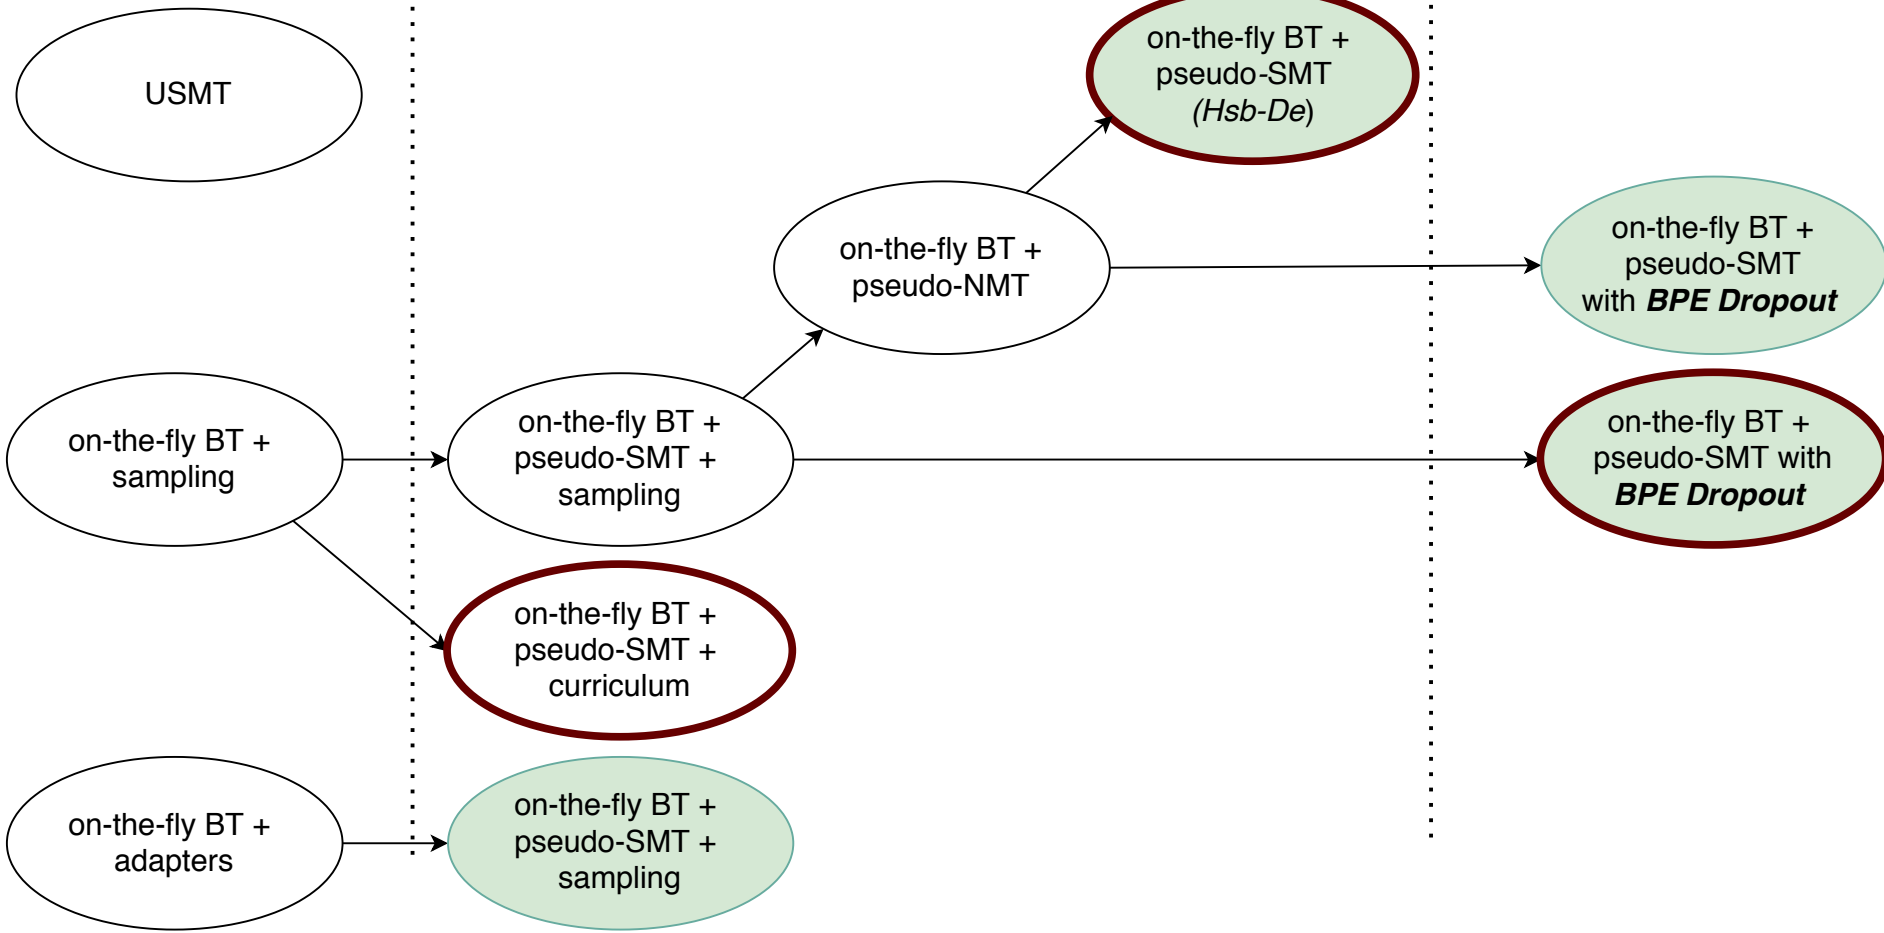 USMT
on-the-fly BT +
pseudo-SMT
(Hsb-De)
on-the-fly BT +
pseudo-NMT
on-the-fly BT +
pseudo-SMT
with BPE Dropout
on-the-fly BT +
sampling
on-the-fly BT +
pseudo-SMT +
sampling
on-the-fly BT +
pseudo-SMT with
BPE Dropout
on-the-fly BT +
pseudo-SMT +
curriculum
on-the-fly BT +
adapters
on-the-fly BT +
pseudo-SMT +
sampling